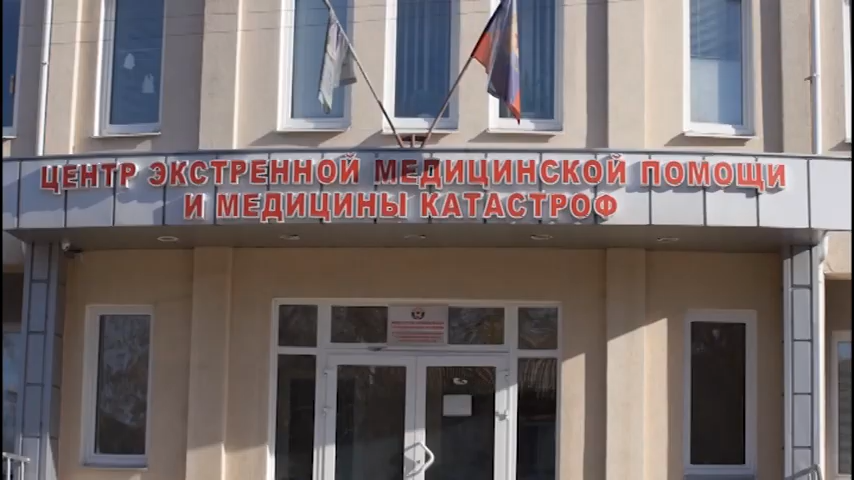 ЦЕНТР ЭКСТРЕННОЙ МЕДИЦИНСКОЙ ПОМОЩИ
И МЕДИЦИНЫ КАТАСТРОФ